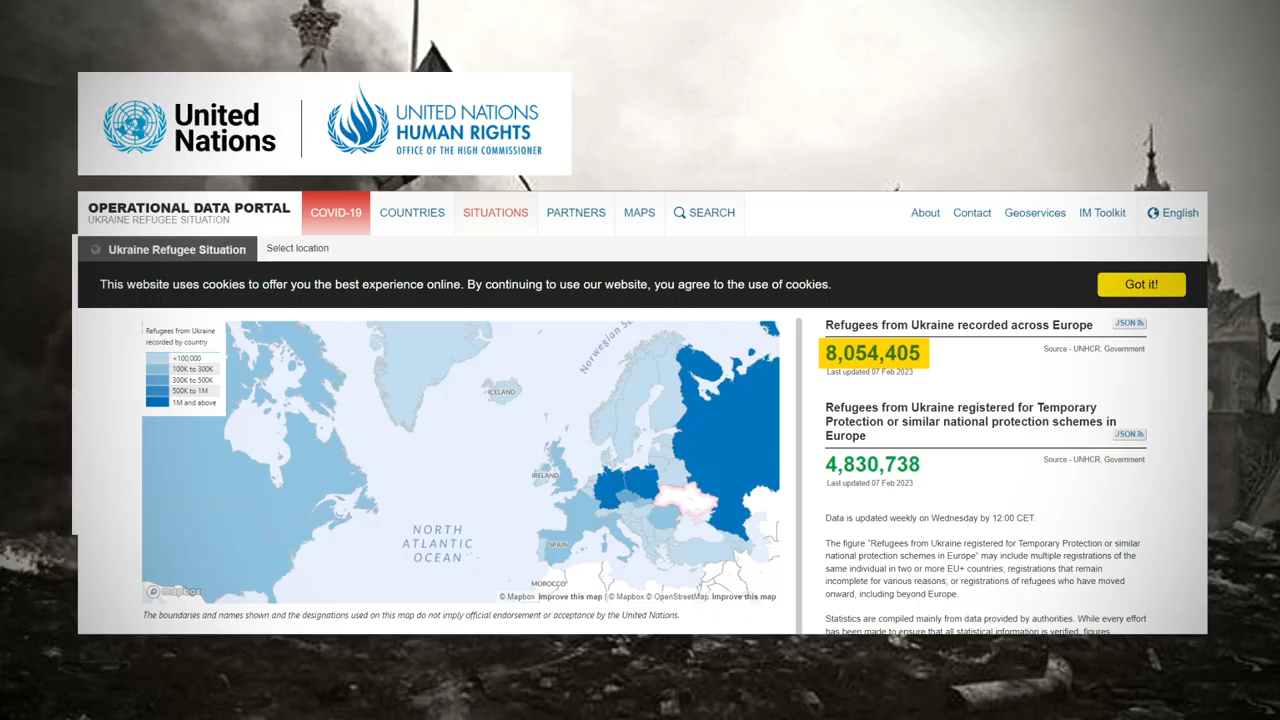 United
Nations
UNITED NATIONS
HUMAN RIGHTS
OFFICE OF THE HIGH COMMISSIONER
OPERATIONAL DATA PORTAL
UKRAINE REFUGEE SITUATION
COVID-19
COUNTRIES
SITUATIONS
PARTNERS
MAPS
SEARCH
About
Contact
Geoservices
IM Toolkit
English
Ukraine Refugee Situation
Select location
This website uses cookies to offer you the best experience online. By continuing to use our website, you agree to the use of cookies.
Got it!
Refugees from Ukraine
recorded by country
<100,000
100K to 300K
300K to 500K
500K to 1M
1M and above
Norwegian
ICELAND
IRELAND
NORTH
ATLANTIC
OCEAN
SPAIN
MOROCCO
mapbox
© Mapbox Improve this map | © Mapbox © OpenStreetMap Improve this map
The boundaries and names shown and the designations used on this map do not imply official endorsement or acceptance by the United Nations.
Refugees from Ukraine recorded across Europe
JSON
8,054,405
Source - UNHCR, Government
Last updated 07 Feb 2023
Refugees from Ukraine registered for Temporary
Protection or similar national protection schemes in
Europe
JSON
4,830,738
Source - UNHCR, Government
Last updated 07 Feb 2023
Data is updated weekly on Wednesday by 12:00 CET.
The figure "Refugees from Ukraine registered for Temporary Protection or similar
national protection schemes in Europe" may include multiple registrations of the
same individual in two or more EU+ countries; registrations that remain
incomplete for various reasons; or registrations of refugees who have moved
onward, including beyond Europe.
Statistics are compiled mainly from data provided by authorities. While every effort
has been made to ensure that all statistical information is verified, figures